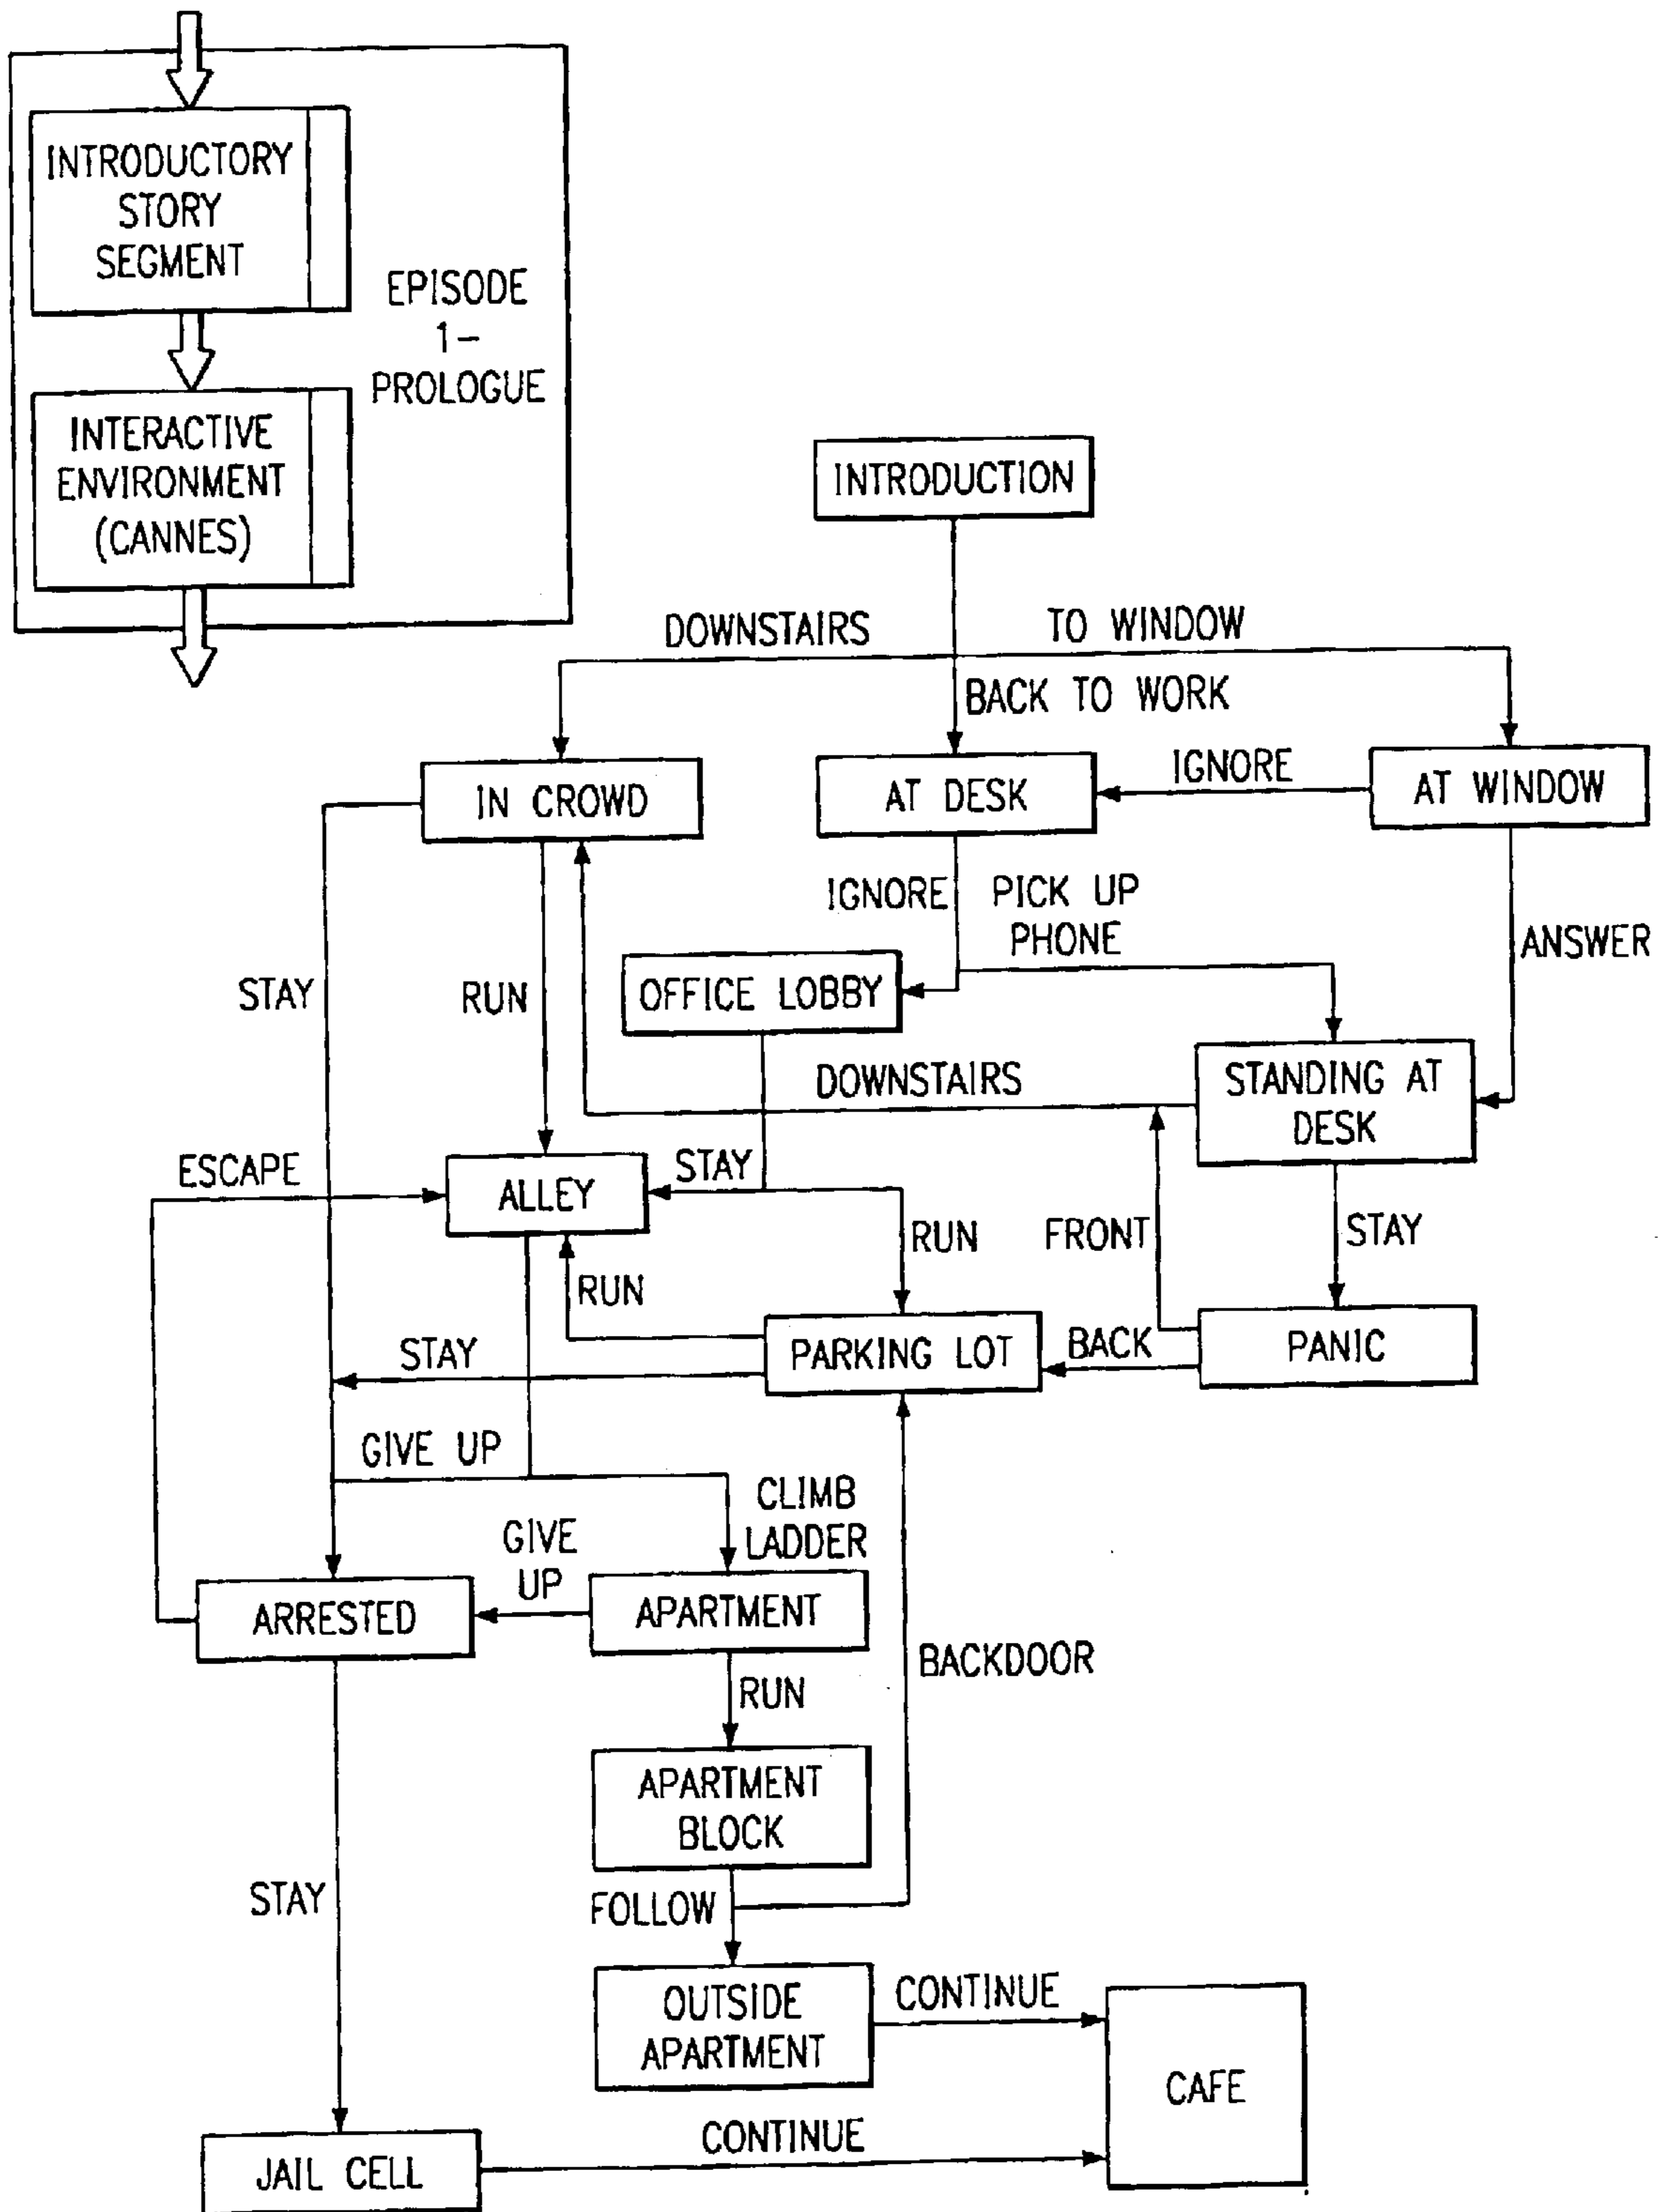 INTRODUCTORY
STORY
SEGMENT
EPISODE
1-
PROLOGUE
INTERACTIVE
ENVIRONMENT
(CANNES)
INTRODUCTION
DOWNSTAIRS
TO WINDOW
BACK TO WORK
IN CROWD
AT DESK
IGNORE
AT WINDOW
IGNORE
PICK UP
PHONE
ANSWER
STAY
RUN
OFFICE LOBBY
DOWNSTAIRS
STANDING AT
DESK
ESCAPE
ALLEY
STAY
RUN
FRONT
STAY
RUN
STAY
PARKING LOT
BACK
PANIC
GIVE UP
CLIMB
LADDER
GIVE
UP
ARRESTED
APARTMENT
BACKDOOR
RUN
APARTMENT
BLOCK
STAY
FOLLOW
OUTSIDE
APARTMENT
CONTINUE
CAFE
CONTINUE
JAIL CELL